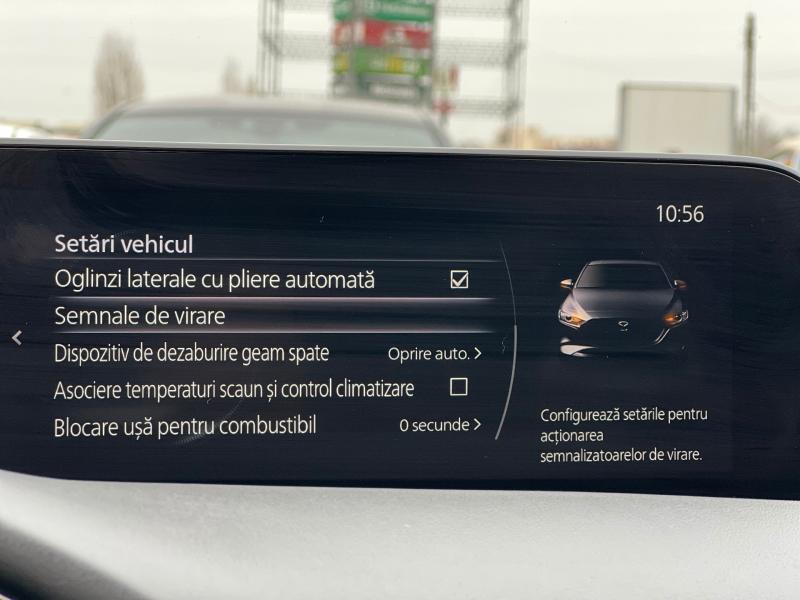 10:56
Setări vehicul
Oglinzi laterale cu pliere automată
Semnale de virare
Dispozitiv de dezaburire geam spate Oprire auto.
Asociere temperaturi scaun și control climatizare
Blocare ușă pentru combustibil 0 secunde
Configurează setările pentru
acționarea
semnalizatoarelor de virare.